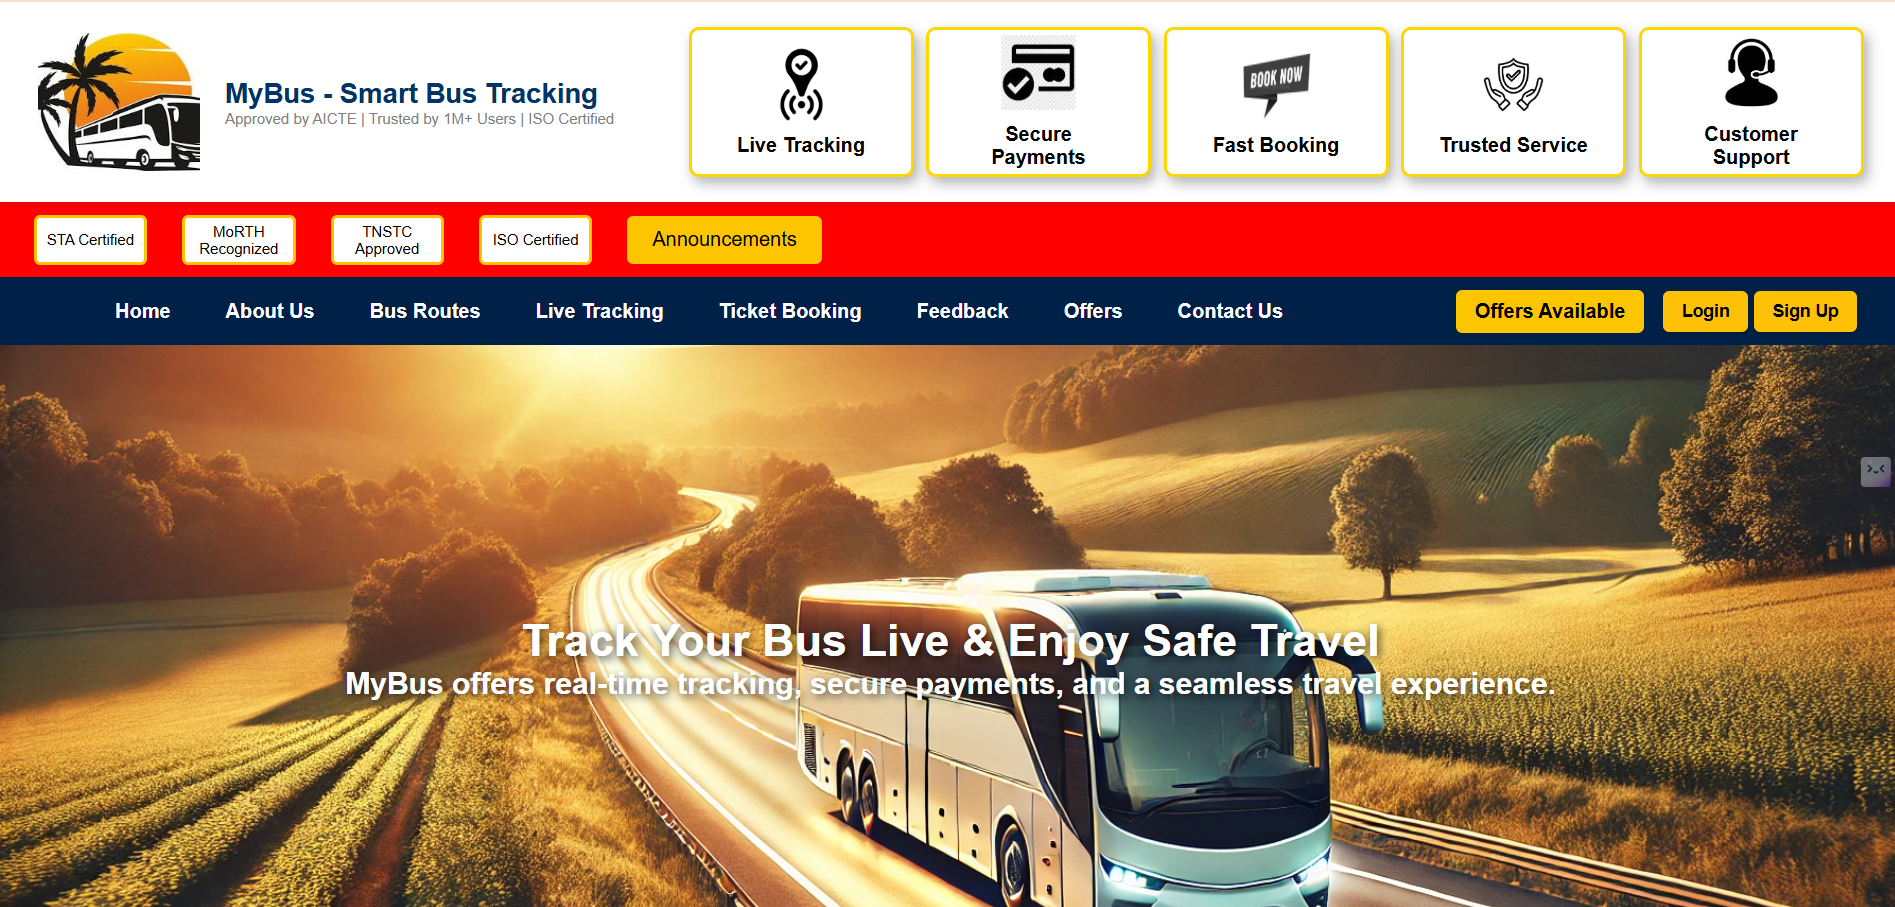 MyBus - Smart Bus Tracking
Approved by AICTE | Trusted by 1M+ Users | ISO Certified
Live Tracking
Secure
Payments
BOOK NOW
Fast Booking
Trusted Service
Customer
Support
STA Certified
MoRTH
Recognized
TNSTC
Approved
ISO Certified
Announcements
Home
About Us
Bus Routes
Live Tracking
Ticket Booking
Feedback
Offers
Contact Us
Offers Available
Login
Sign Up
Track Your Bus Live & Enjoy Safe Travel
MyBus offers real-time tracking, secure payments, and a seamless travel experience.